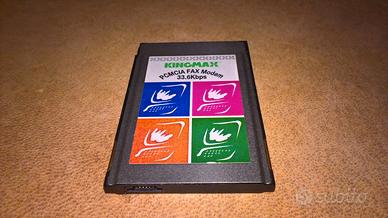 KINGMAX
PCMCIA FAX Modem
33,6Kbps
subito